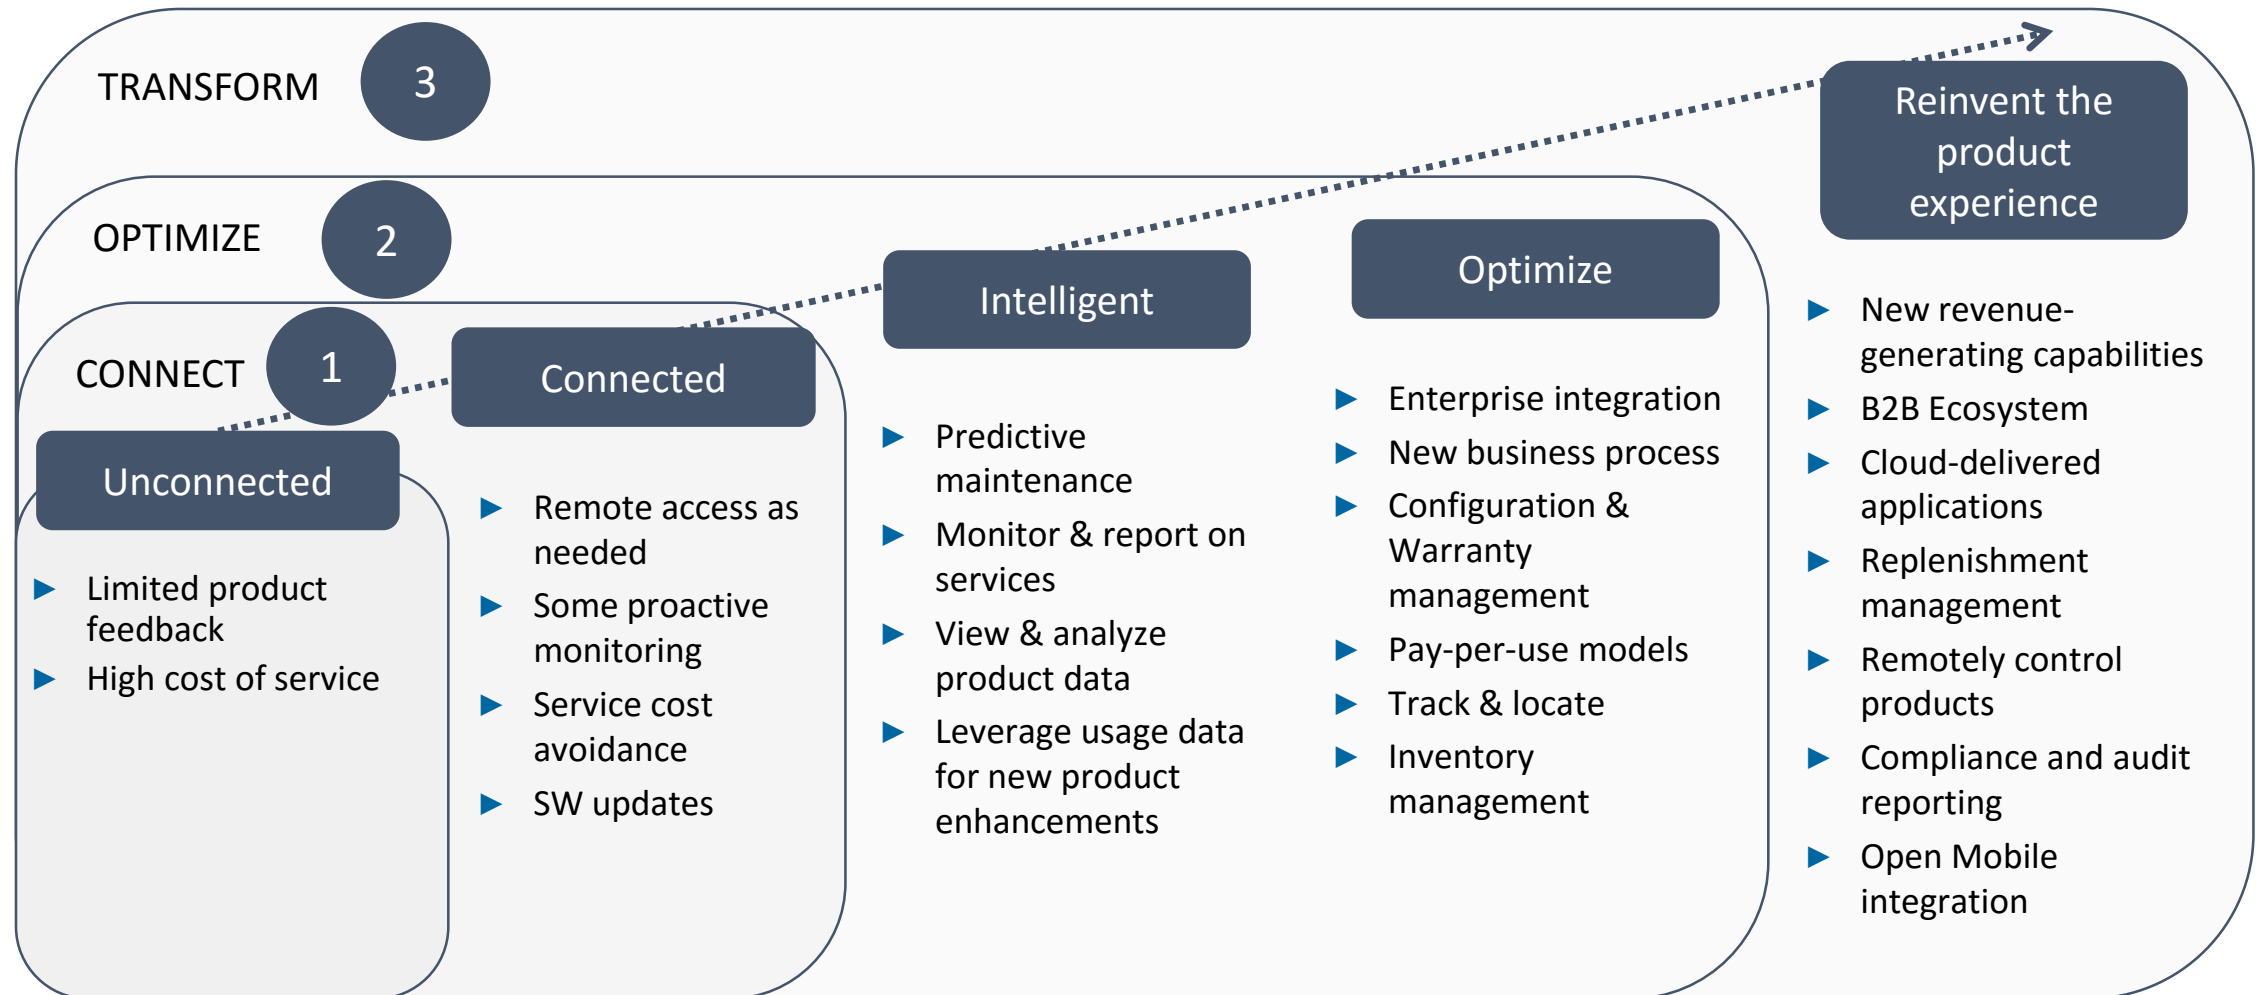 TRANSFORM
3
OPTIMIZE
2
CONNECT
1
Unconnected
Limited product
feedback
High cost of service
Connected
Remote access as
needed
Some proactive
monitoring
Service cost
avoidance
SW updates
Intelligent
Predictive
maintenance
Monitor & report on
services
View & analyze
product data
Leverage usage data
for new product
enhancements
Optimize
Enterprise integration
New business process
Configuration &
Warranty
management
Pay-per-use models
Track & locate
Inventory
management
Reinvent the
product
experience
New revenue-
generating capabilities
B2B Ecosystem
Cloud-delivered
applications
Replenishment
management
Remotely control
products
Compliance and audit
reporting
Open Mobile
integration